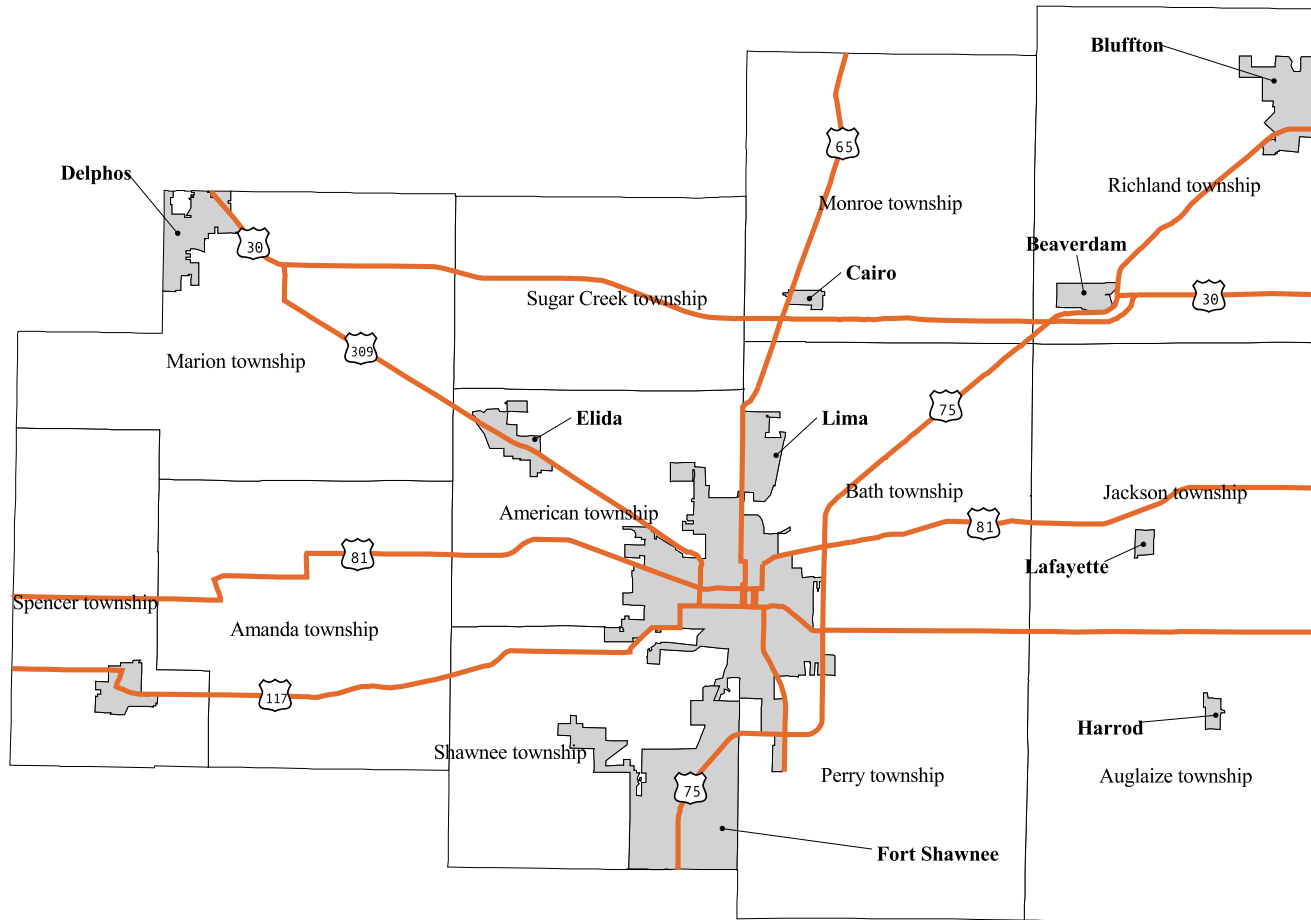 Bluffton
65
Delphos
Richland township
Monroe township
30
Beaverdam
Cairo
Sugar Creek township
30
309
Marion township
75
Elida
Lima
Bath township
Jackson township
American township
81
81
Lafayette
Spencer township
Amanda township
117
Harrod
Shawnee township
Perry township
Auglaize township
75
Fort Shawnee